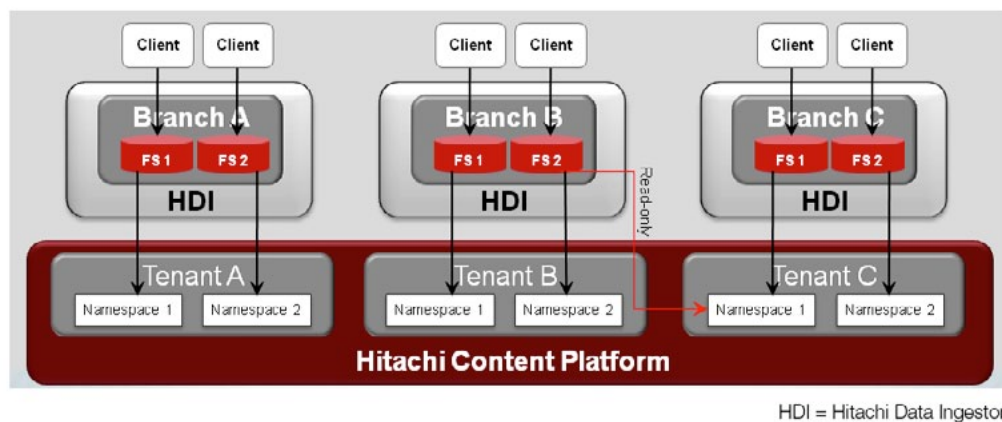 Client Client Client Client Client Client
Branch A Branch B Branch C
FS 1 FS 2 FS 1 FS 2 FS 1 FS 2
HDI HDI HDI
Read-only
Tenant A Tenant B Tenant C
Namespace 1 Namespace 2 Namespace 1 Namespace 2 Namespace 1 Namespace 2
Hitachi Content Platform
HDI = Hitachi Data Ingestor